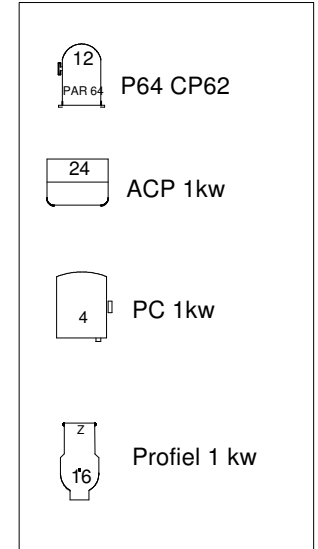 12
PAR 64
P64 CP62
24
ACP 1kw
4
PC 1kw
Z
16
Profiel 1 kw